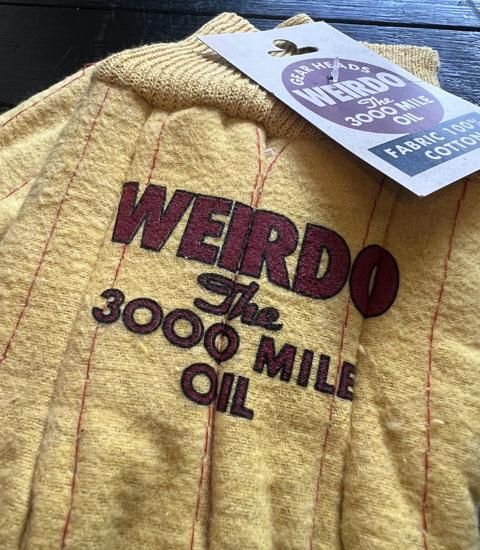 GEAR HEADS
WEIRDO
The
3000 MILE
OIL
FABRIC 100%
COTTON
WEIRDO
The
3000 MILE
OIL